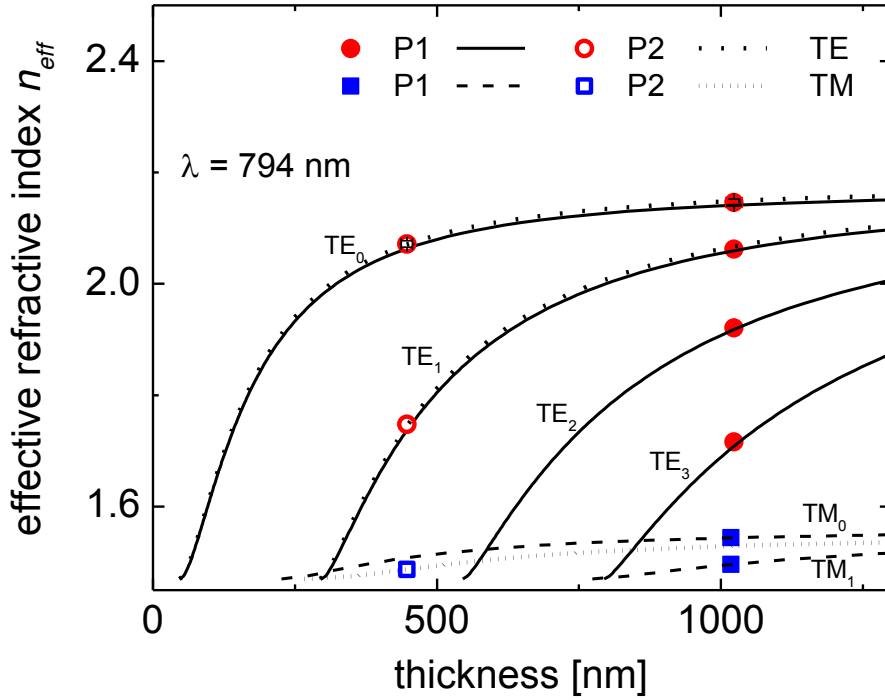 effective refractive index n_eff
2.4
2.0
1.6
P1 P2 TE
P1 P2 TM
λ = 794 nm
TE₀
TE₁
TE₂
TE₃
TM₀
TM₁
0 500 1000
thickness [nm]